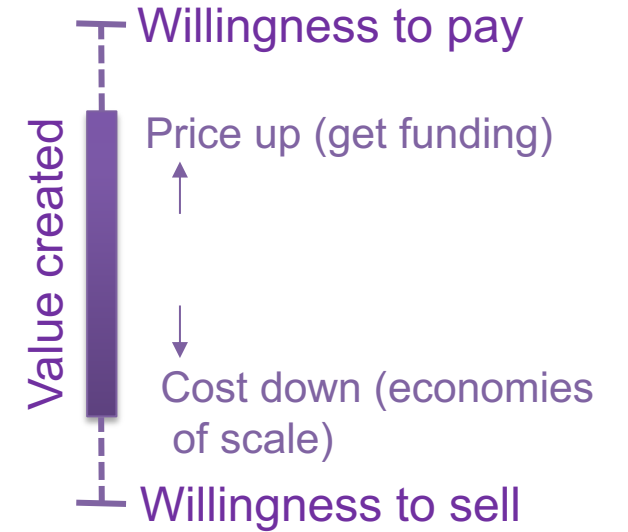 Willingness to pay
Price up (get funding)
Value created
Cost down (economies
of scale)
Willingness to sell